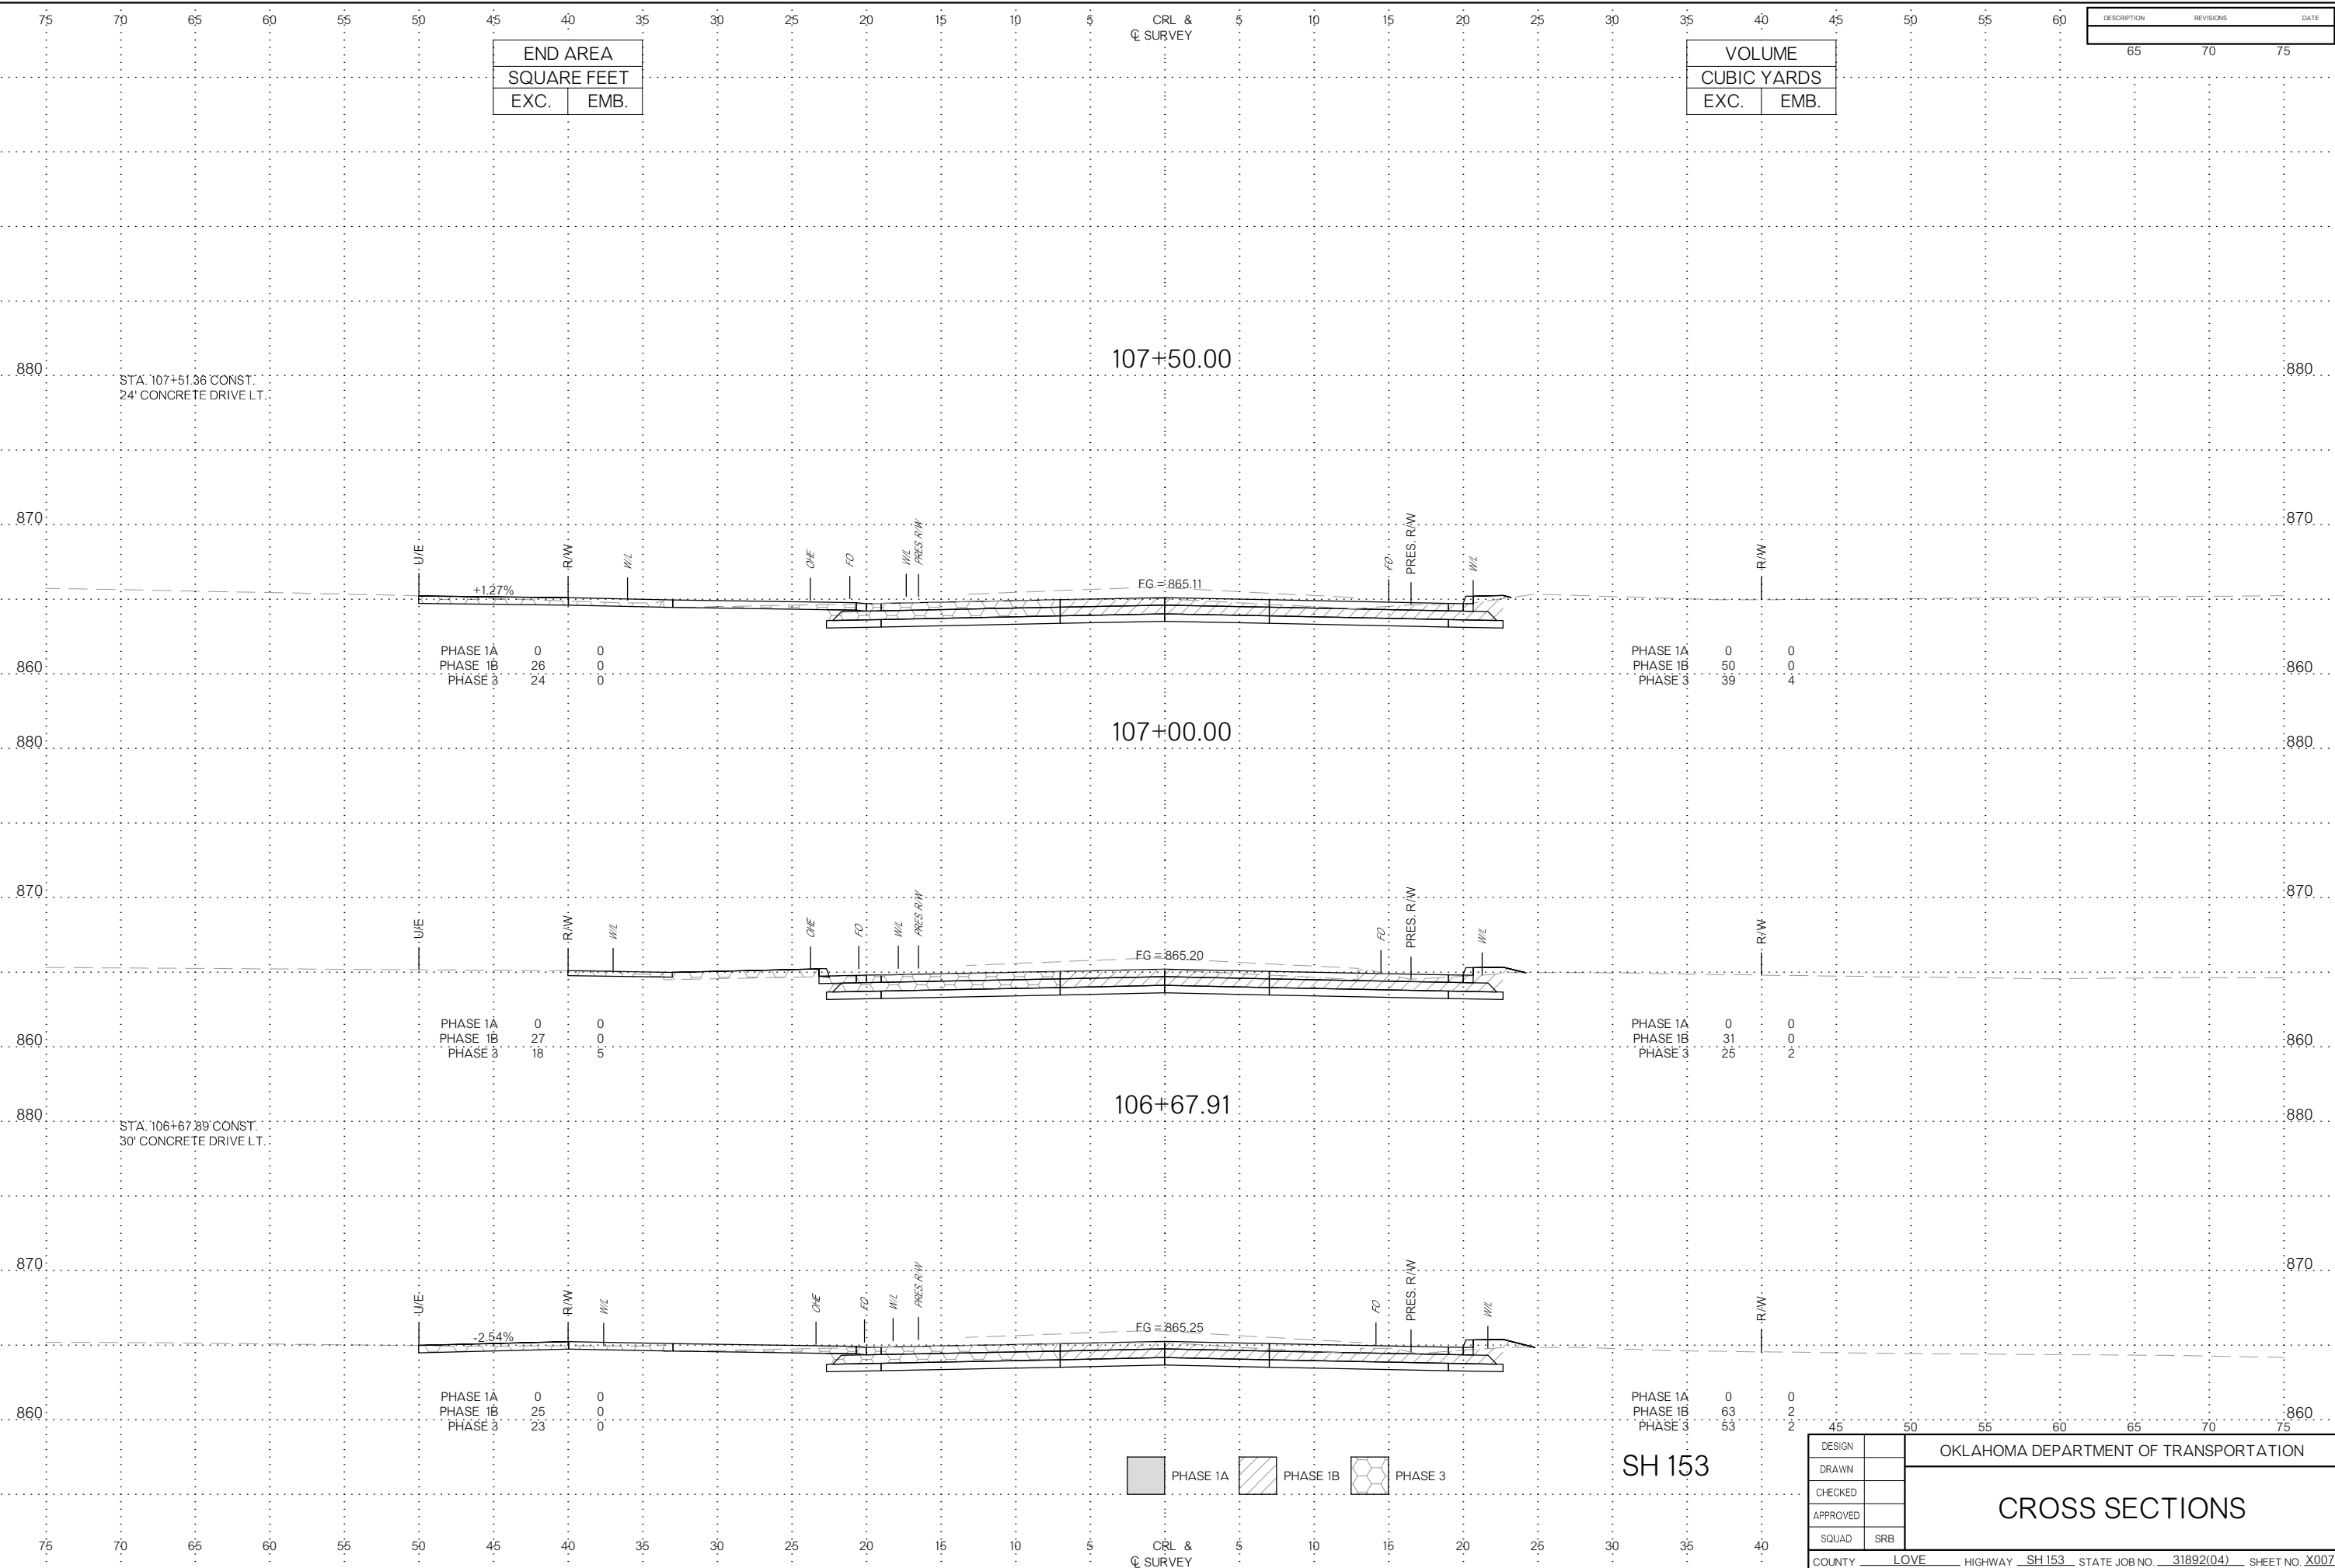 75 70 65 60 55 50 45 40 35 30 25 20 15 10 5 CRL & 5 10 15 20 25 30 35 40 45 50 55 60
℄ SURVEY
DESCRIPTION REVISIONS DATE
65 70 75
END AREA
SQUARE FEET
EXC. EMB.
VOLUME
CUBIC YARDS
EXC. EMB.
107+50.00
880 880
STA. 107+51.36 CONST.
24' CONCRETE DRIVE LT.
870 870
U/E R/W W/L OHE FO W/L PRES. R/W FO PRES. R/W W/L R/W
+1.27% FG = 865.11
PHASE 1A 0 0 PHASE 1A 0 0
PHASE 1B 26 0 PHASE 1B 50 0
860 860
PHASE 3 24 0 PHASE 3 39 4
107+00.00
880 880
870 870
U/E R/W W/L OHE FO W/L PRES. R/W FO PRES. R/W W/L R/W
FG = 865.20
PHASE 1A 0 0 PHASE 1A 0 0
PHASE 1B 27 0 PHASE 1B 31 0
860 860
PHASE 3 18 5 PHASE 3 25 2
106+67.91
880 880
STA. 106+67.89 CONST.
30' CONCRETE DRIVE LT.
870 870
U/E R/W W/L OHE FO W/L PRES. R/W FO PRES. R/W W/L R/W
-2.54% FG = 865.25
PHASE 1A 0 0 PHASE 1A 0 0
PHASE 1B 25 0 PHASE 1B 63 2
860 860
PHASE 3 23 0 PHASE 3 53 2
45 50 55 60 65 70 75
PHASE 1A PHASE 1B PHASE 3
SH 153
DESIGN
DRAWN
CHECKED
APPROVED
SQUAD SRB
OKLAHOMA DEPARTMENT OF TRANSPORTATION
CROSS SECTIONS
75 70 65 60 55 50 45 40 35 30 25 20 15 10 5 CRL & 5 10 15 20 25 30 35 40
℄ SURVEY
COUNTY LOVE HIGHWAY SH 153 STATE JOB NO. 31892(04) SHEET NO. X007